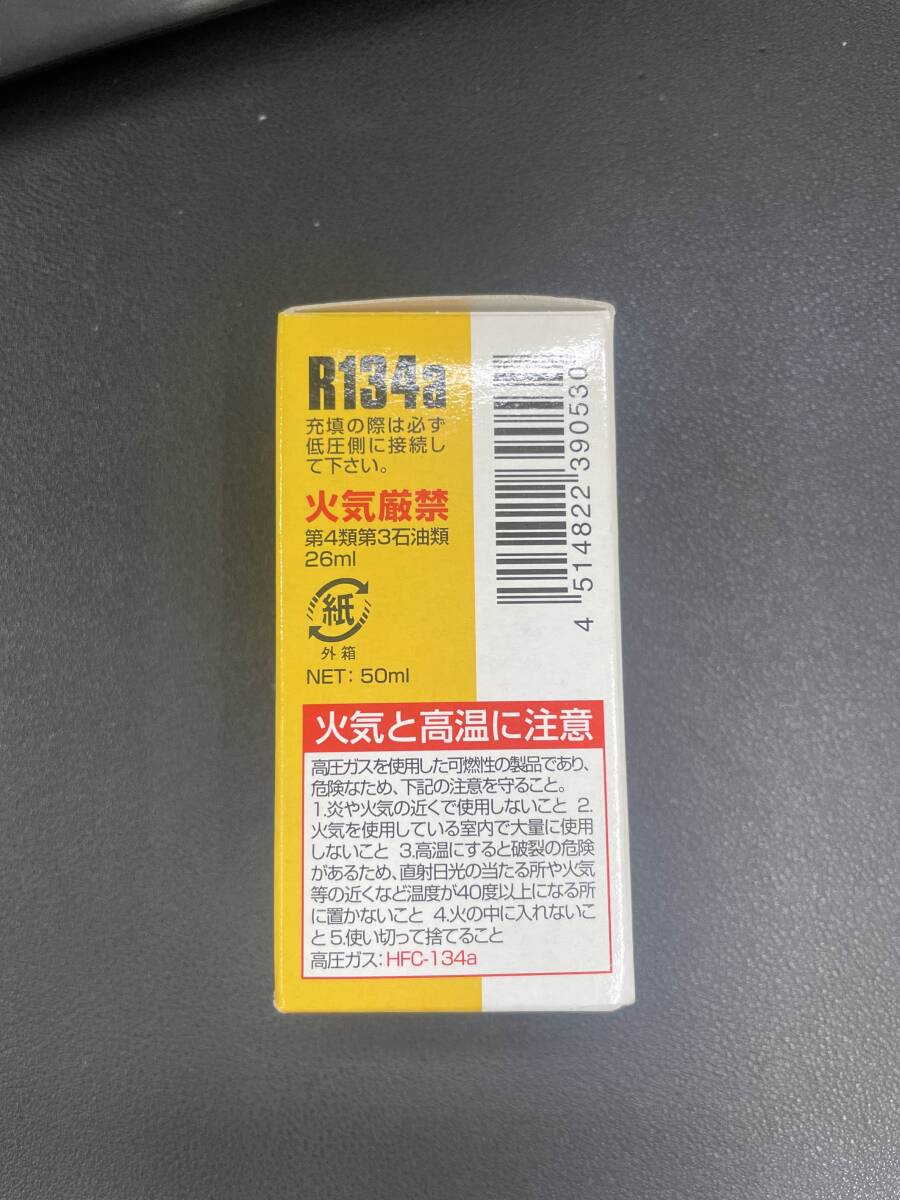 R134a
充填の際は必ず
低圧側に接続し
て下さい。
火気厳禁
第4類第3石油類
26ml
紙
外箱
NET: 50ml
4 514822 390530
火気と高温に注意
高圧ガスを使用した可燃性の製品であり、
危険なため、下記の注意を守ること。
1.炎や火気の近くで使用しないこと 2.
火気を使用している室内で大量に使用
しないこと 3.高温にすると破裂の危険
があるため、直射日光の当たる所や火気
等の近くなど温度が40度以上になる所
に置かないこと 4.火の中に入れないこ
と5.使い切って捨てること
高圧ガス: HFC-134a